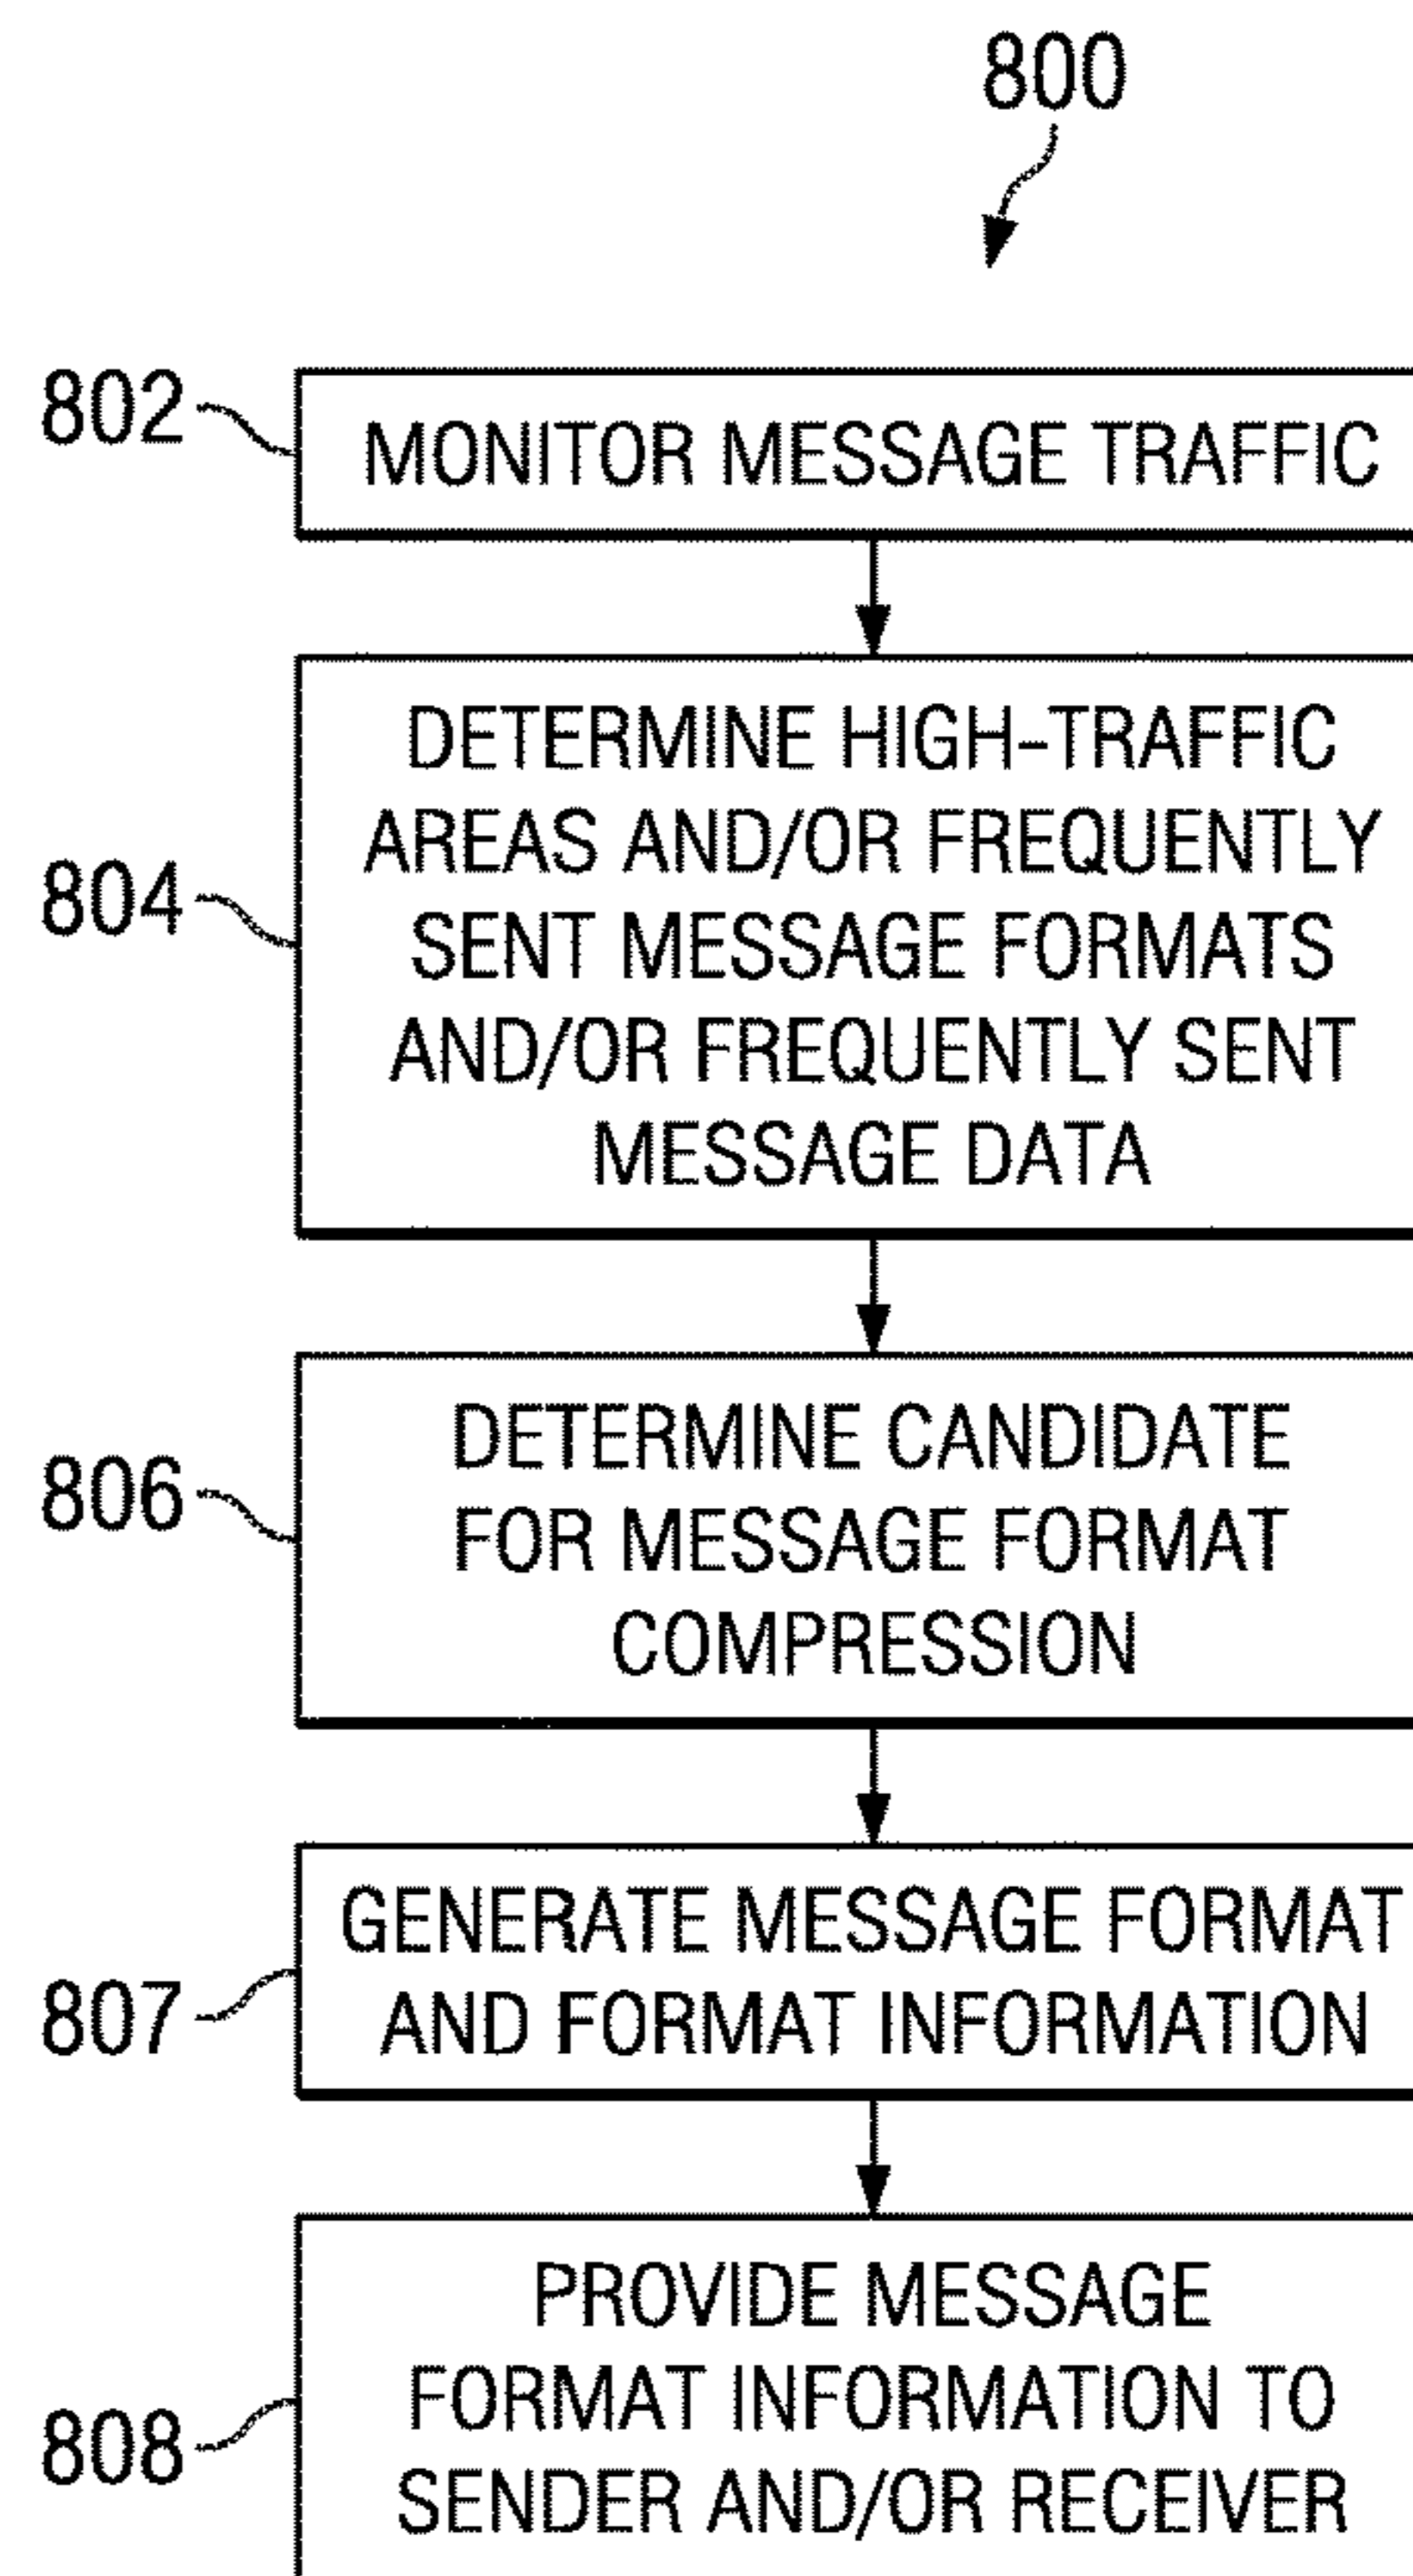 800
802
MONITOR MESSAGE TRAFFIC
804
DETERMINE HIGH-TRAFFIC
AREAS AND/OR FREQUENTLY
SENT MESSAGE FORMATS
AND/OR FREQUENTLY SENT
MESSAGE DATA
806
DETERMINE CANDIDATE
FOR MESSAGE FORMAT
COMPRESSION
807
GENERATE MESSAGE FORMAT
AND FORMAT INFORMATION
808
PROVIDE MESSAGE
FORMAT INFORMATION TO
SENDER AND/OR RECEIVER